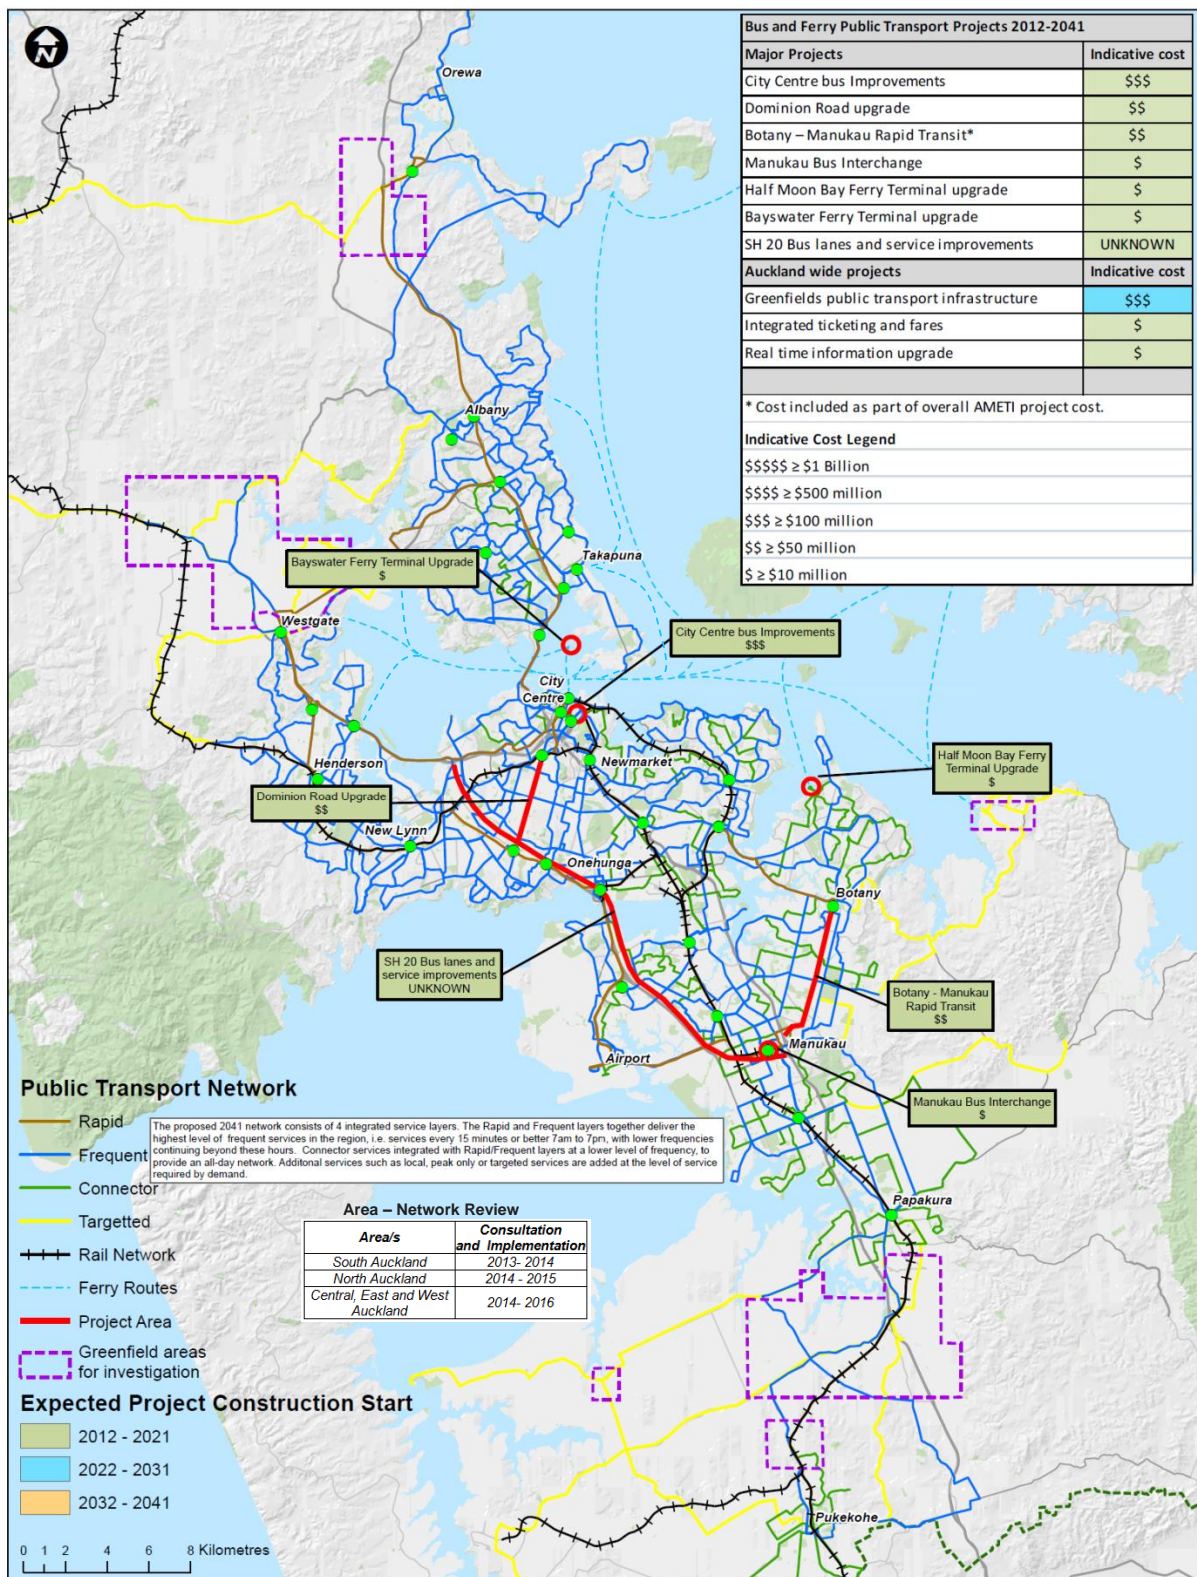 N
Bus and Ferry Public Transport Projects 2012-2041
Major Projects Indicative cost
City Centre bus Improvements $$$
Dominion Road upgrade $$
Botany – Manukau Rapid Transit* $$
Manukau Bus Interchange $
Half Moon Bay Ferry Terminal upgrade $
Bayswater Ferry Terminal upgrade $
SH 20 Bus lanes and service improvements UNKNOWN
Auckland wide projects Indicative cost
Greenfields public transport infrastructure $$$
Integrated ticketing and fares $
Real time information upgrade $
* Cost included as part of overall AMETI project cost.
Indicative Cost Legend
$$$$$ ≥ $1 Billion
$$$$ ≥ $500 million
$$$ ≥ $100 million
$$ ≥ $50 million
$ ≥ $10 million
Orewa
Albany
Takapuna
Bayswater Ferry Terminal Upgrade
$
Westgate
City Centre bus Improvements
$$$
City
Centre
Newmarket
Henderson
Half Moon Bay Ferry
Terminal Upgrade
$
Dominion Road Upgrade
$$
New Lynn
Onehunga
Botany
SH 20 Bus lanes and
service improvements
UNKNOWN
Botany - Manukau
Rapid Transit
$$
Airport
Manukau
Manukau Bus Interchange
$
Papakura
Pukekohe
Public Transport Network
Rapid
Frequent
Connector
Targetted
Rail Network
Ferry Routes
Project Area
Greenfield areas
for investigation
The proposed 2041 network consists of 4 integrated service layers. The Rapid and Frequent layers together deliver the
highest level of frequent services in the region, i.e. services every 15 minutes or better 7am to 7pm, with lower frequencies
continuing beyond these hours. Connector services integrated with Rapid/Frequent layers at a lower level of frequency, to
provide an all-day network. Additonal services such as local, peak only or targeted services are added at the level of service
required by demand.
Area – Network Review
Area/s Consultation
and Implementation
South Auckland 2013- 2014
North Auckland 2014 - 2015
Central, East and West
Auckland 2014- 2016
Expected Project Construction Start
2012 - 2021
2022 - 2031
2032 - 2041
0 1 2 4 6 8 Kilometres